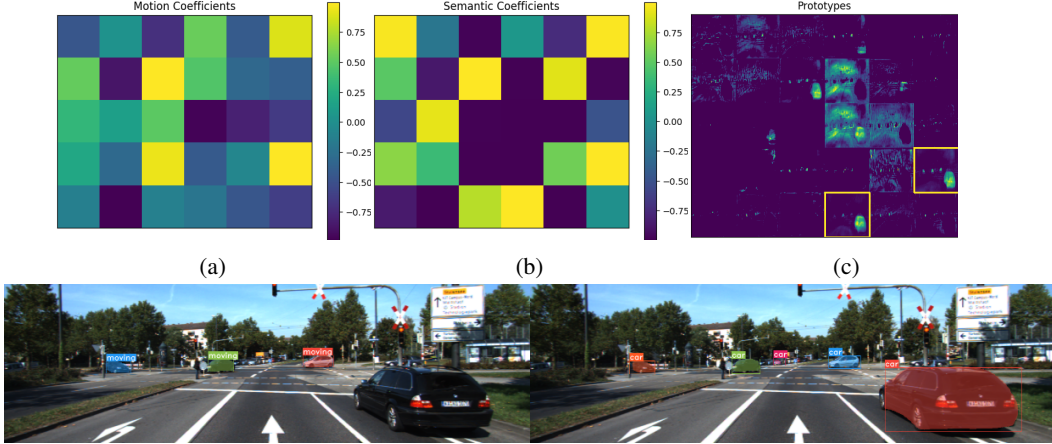 Motion Coefficients
Semantic Coefficients
Prototypes
0.75
0.50
0.25
0.00
−0.25
−0.50
−0.75
0.75
0.50
0.25
0.00
−0.25
−0.50
−0.75
(a)
(b)
(c)
moving
moving
moving
car
car
car
car